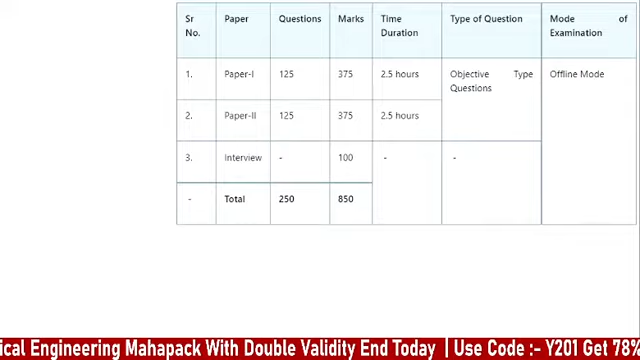 Sr No. Paper Questions Marks Time Duration Type of Question Mode of Examination
1. Paper-I 125 375 2.5 hours Objective Type Questions Offline Mode
2. Paper-II 125 375 2.5 hours
3. Interview - 100 - -
- Total 250 850
ical Engineering Mahapack With Double Validity End Today | Use Code :- Y201 Get 78%